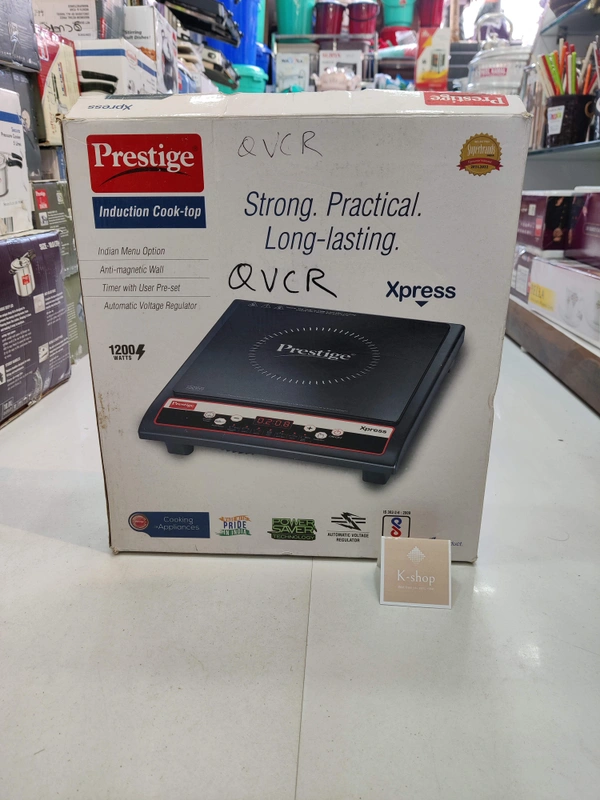 Xpress
Prestige
Prestige
QVCR
Induction Cook-top
Strong. Practical.
Long-lasting.
Indian Menu Option
Anti-magnetic Wall
Timer with User Pre-set
Automatic Voltage Regulator
QVCR
Xpress
1200
WATTS
Prestige
Prestige
Xpress
Cooking
Appliances
PRIDE
POWER
SAVER
TECHNOLOGY
AUTOMATIC VOLTAGE
REGULATOR
K-shop